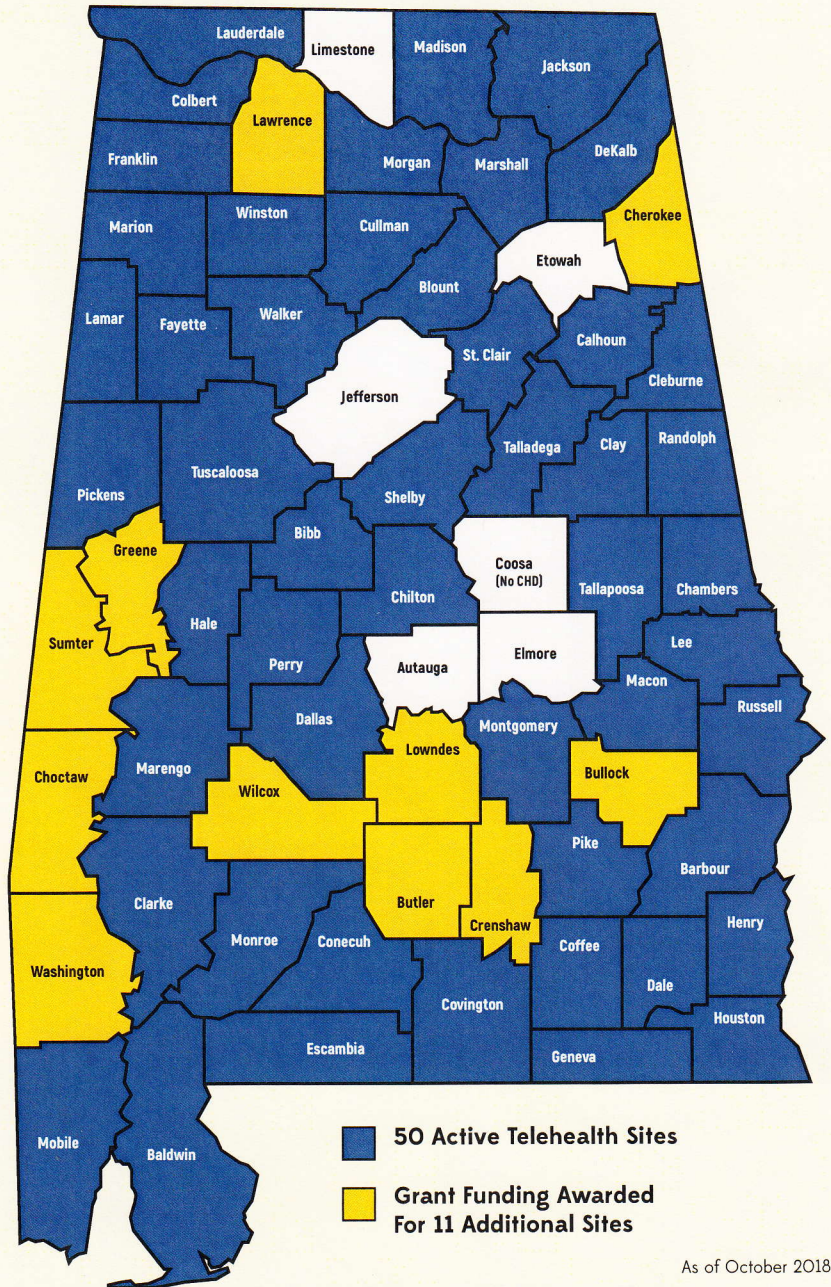 Lauderdale
Limestone
Madison
Jackson
Colbert
Lawrence
Franklin
Morgan
Marshall
DeKalb
Cherokee
Marion
Winston
Cullman
Etowah
Blount
Lamar
Fayette
Walker
St. Clair
Calhoun
Cleburne
Jefferson
Talladega
Clay
Randolph
Pickens
Tuscaloosa
Shelby
Greene
Bibb
Coosa
(No CHD)
Chilton
Tallapoosa
Chambers
Hale
Sumter
Perry
Autauga
Elmore
Lee
Macon
Dallas
Montgomery
Russell
Choctaw
Marengo
Wilcox
Lowndes
Bullock
Pike
Barbour
Clarke
Butler
Crenshaw
Henry
Monroe
Conecuh
Coffee
Washington
Dale
Covington
Houston
Escambia
Geneva
Mobile
Baldwin
50 Active Telehealth Sites
Grant Funding Awarded
For 11 Additional Sites
As of October 2018